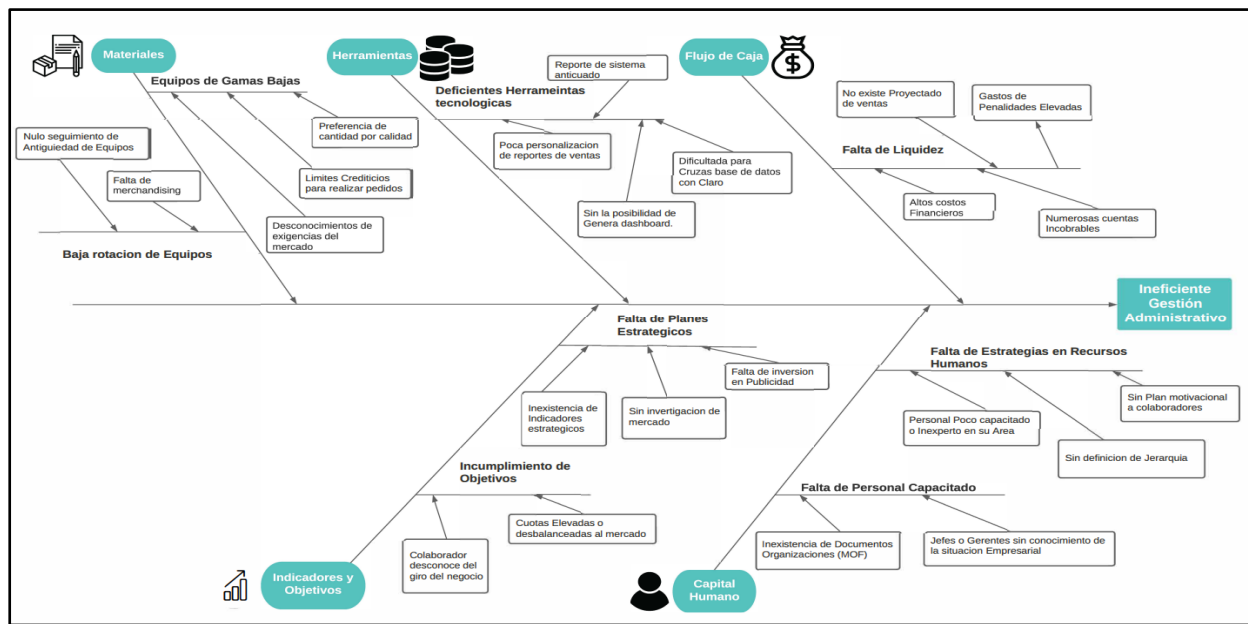 Materiales
Equipos de Gamas Bajas
Preferencia de
cantidad por calidad
Limites Crediticios
para realizar pedidos
Desconocimientos de
exigencias del
mercado
Nulo seguimiento de
Antiguiedad de Equipos
Falta de
merchandising
Baja rotacion de Equipos
Herramientas
Deficientes Herrameintas
tecnologicas
Reporte de sistema
anticuado
Poca personalizacion
de reportes de ventas
Sin la posibilidad de
Genera dashboard.
Dificultada para
Cruzas base de datos
con Claro
Flujo de Caja
$
No existe Proyectado
de ventas
Gastos de
Penalidades Elevadas
Falta de Liquidez
Altos costos
Financieros
Numerosas cuentas
Incobrables
Ineficiente
Gestión
Administrativo
Falta de Planes
Estrategicos
Inexistencia de
Indicadores
estrategicos
Sin invertigacion de
mercado
Falta de inversion
en Publicidad
Incumplimiento de
Objetivos
Colaborador
desconoce del
giro del negocio
Cuotas Elevadas o
desbalanceadas al mercado
Indicadores y
Objetivos
Falta de Estrategias en Recursos
Humanos
Personal Poco capacitado
o Inexperto en su Area
Sin definicion de Jerarquia
Sin Plan motivacional
a colaboradores
Falta de Personal Capacitado
Inexistencia de Documentos
Organizaciones (MOF)
Jefes o Gerentes sin conocimiento de
la situacion Empresarial
Capital
Humano